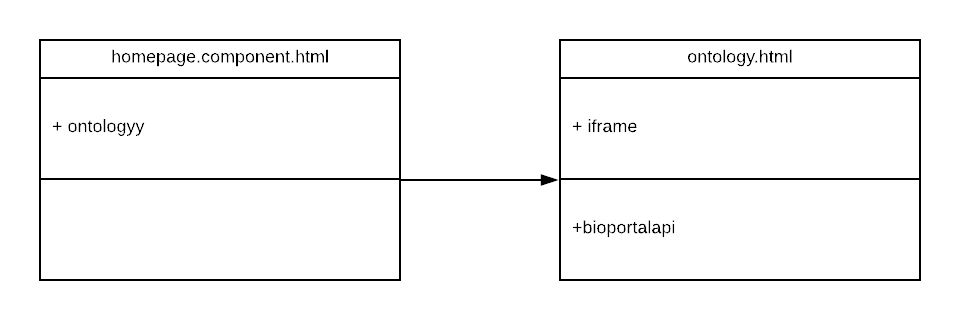 homepage.component.html
+ ontologyy
ontology.html
+ iframe
+bioportalapi